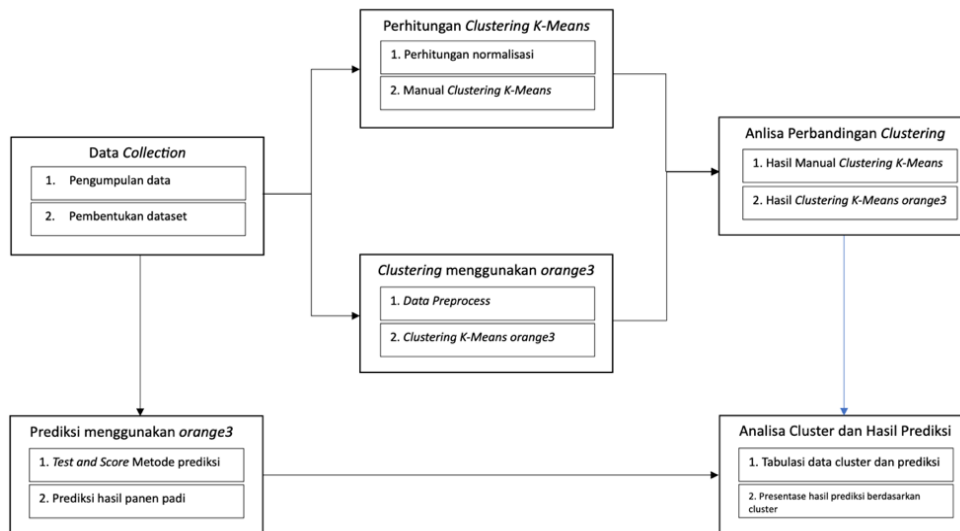 Perhitungan Clustering K-Means
1. Perhitungan normalisasi
2. Manual Clustering K-Means
Data Collection
1. Pengumpulan data
2. Pembentukan dataset
Anlisa Perbandingan Clustering
1. Hasil Manual Clustering K-Means
2. Hasil Clustering K-Means orange3
Clustering menggunakan orange3
1. Data Preprocess
2. Clustering K-Means orange3
Prediksi menggunakan orange3
1. Test and Score Metode prediksi
2. Prediksi hasil panen padi
Analisa Cluster dan Hasil Prediksi
1. Tabulasi data cluster dan prediksi
2. Presentase hasil prediksi berdasarkan
cluster